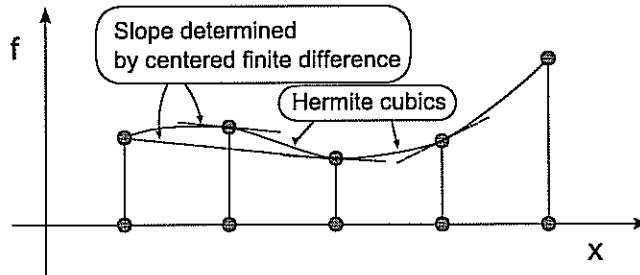 f
Slope determined
by centered finite difference
Hermite cubics
x